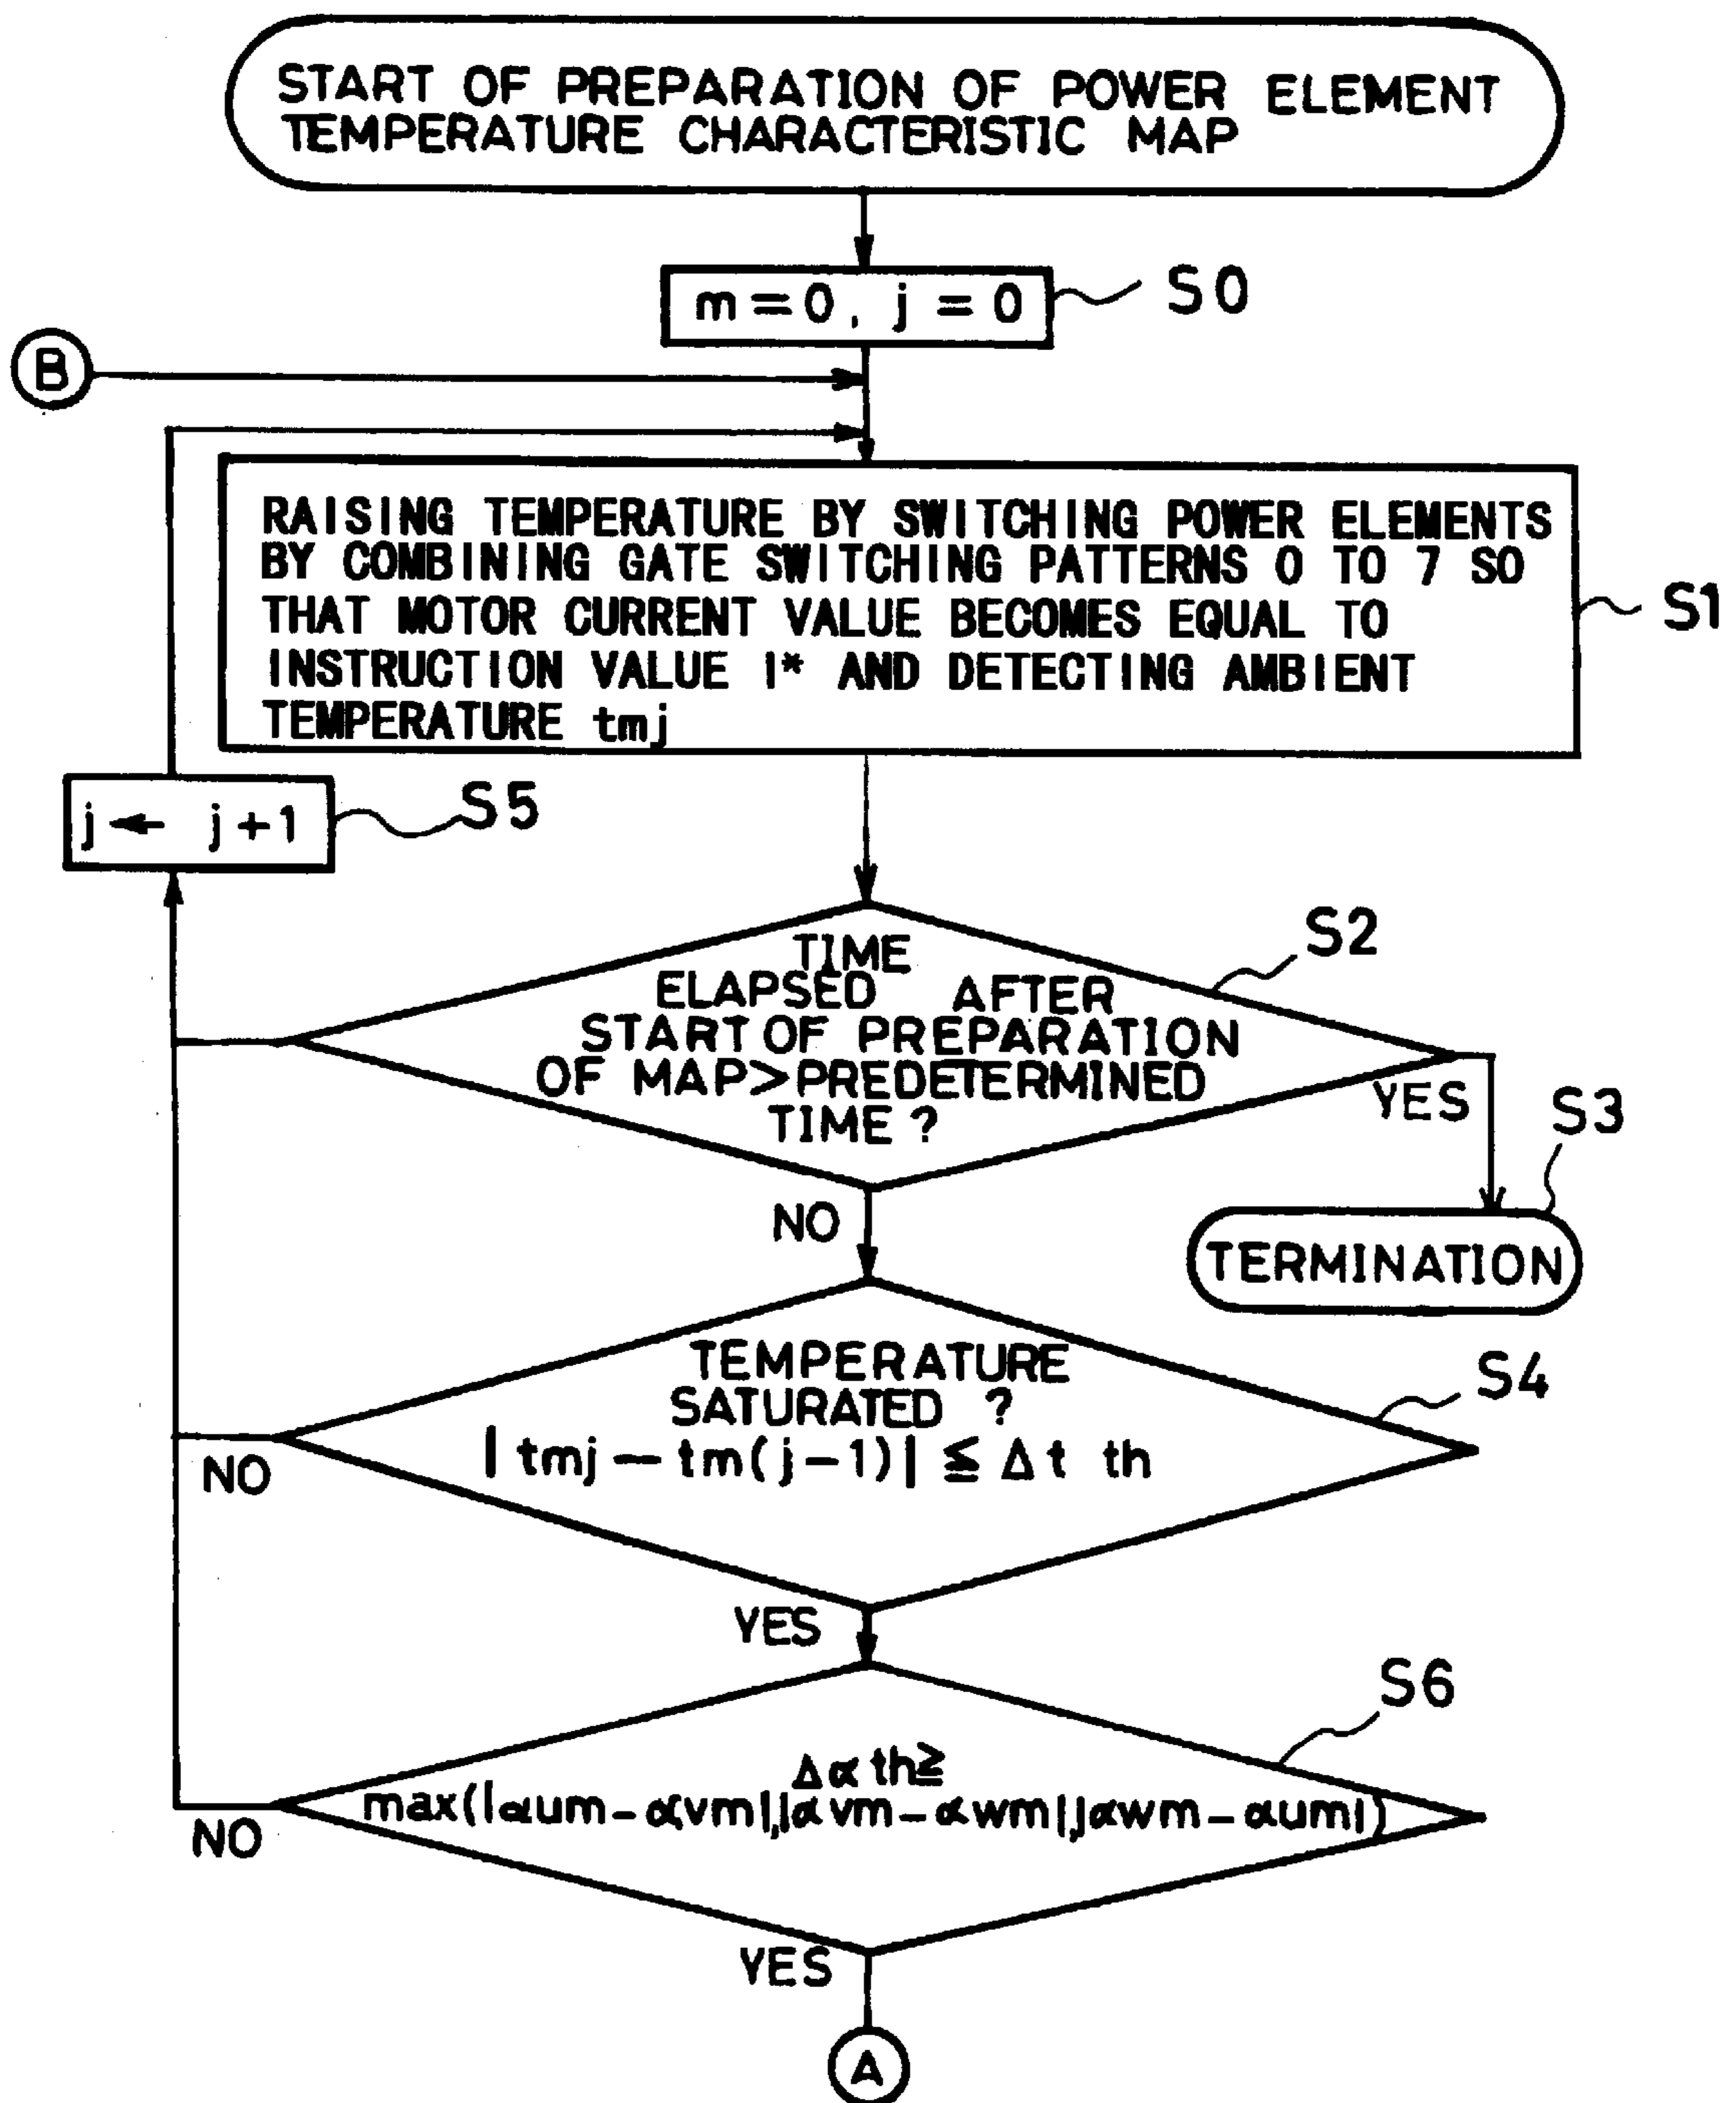 START OF PREPARATION OF POWER ELEMENT
TEMPERATURE CHARACTERISTIC MAP
m=0, j=0
S0
B
RAISING TEMPERATURE BY SWITCHING POWER ELEMENTS
BY COMBINING GATE SWITCHING PATTERNS 0 TO 7 SO
THAT MOTOR CURRENT VALUE BECOMES EQUAL TO
INSTRUCTION VALUE I* AND DETECTING AMBIENT
TEMPERATURE tmj
S1
j← j+1
S5
TIME
ELAPSED AFTER
START OF PREPARATION
OF MAP>PREDETERMINED
TIME ?
S2
YES
S3
NO
TERMINATION
TEMPERATURE
SATURATED ?
|tmj-tm(j-1)| ≦ Δt th
S4
NO
YES
S6
Δα th≧
max(|αum-αvm|,|αvm-αwm|,|αwm-αum|)
NO
YES
A